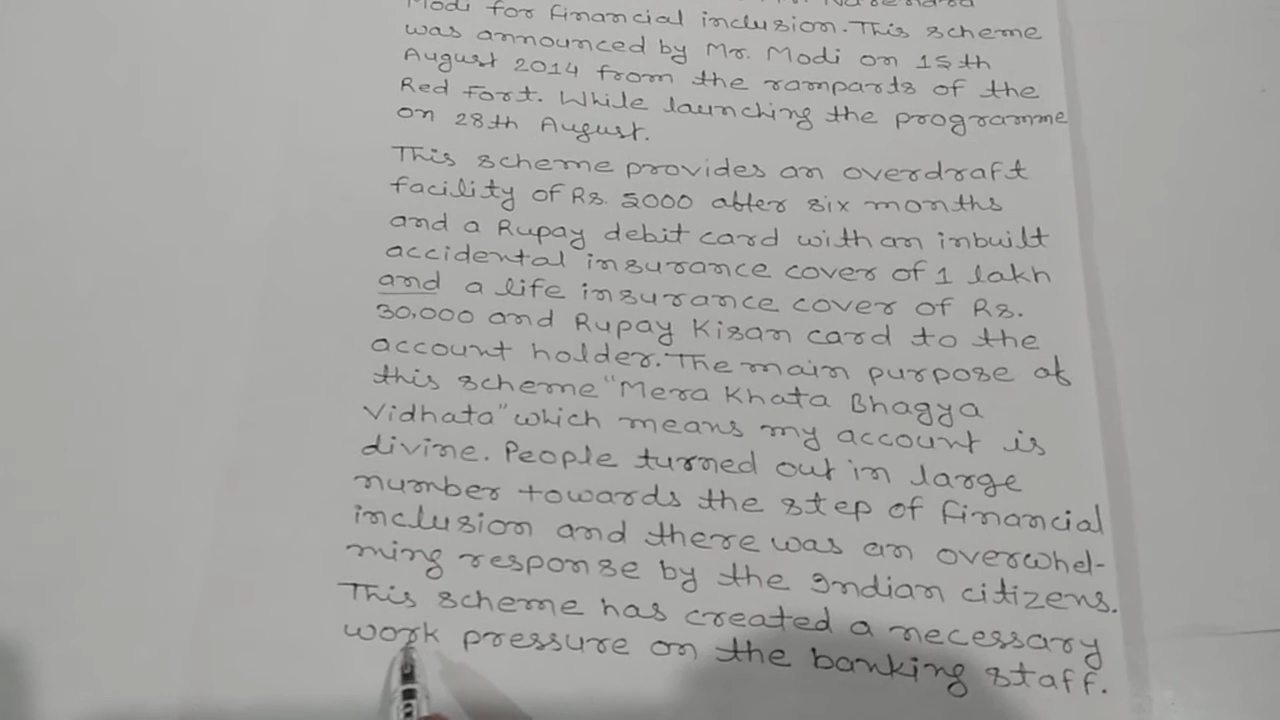 Modi for financial inclusion. This scheme
was announced by Mr. Modi on 15th
August 2014 from the ramparts of the
Red Fort. While launching the programme
on 28th August.
This scheme provides an overdraft
facility of Rs. 5000 after six months
and a Rupay debit card with an inbuilt
accidental insurance cover of 1 lakh
and a life insurance cover of Rs.
30,000 and Rupay Kisan card to the
account holder. The main purpose of
this scheme "Mera Khata Bhagya
Vidhata" which means my account is
divine. People turned out in large
number towards the step of financial
inclusion and there was an overwhel-
ming response by the Indian citizens.
This scheme has created a necessary
work pressure on the banking staff.